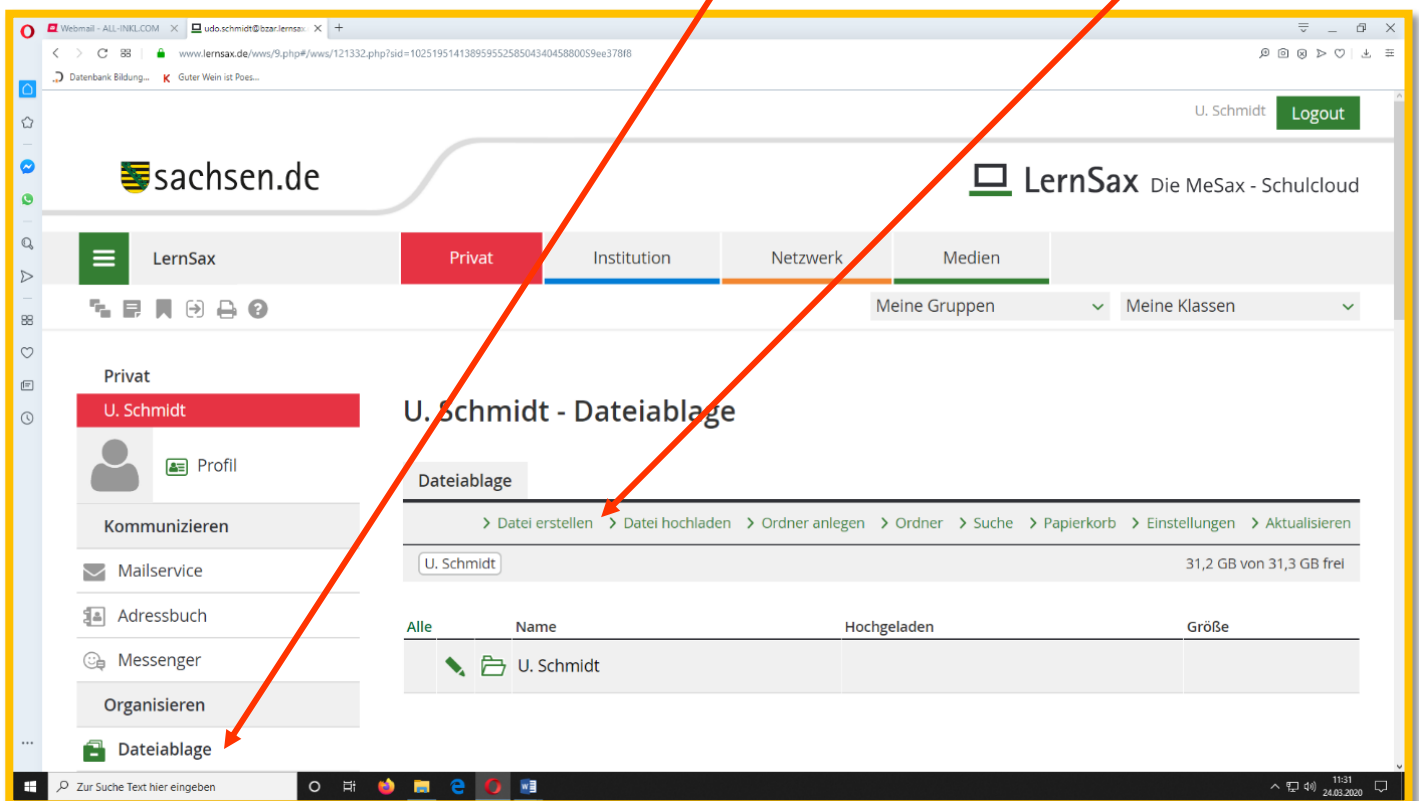 Webmail - ALL-INKL.COM
udo.schmidt@bzar.lernsax
www.lernsax.de/wws/9.php#/wws/121332.php?sid=10251951413895955258504340458800S9ee378f8
Datenbank Bildung...
Guter Wein ist Poes...
U. Schmidt
Logout
sachsen.de
LernSax Die MeSax - Schulcloud
LernSax
Privat
Institution
Netzwerk
Medien
Meine Gruppen
Meine Klassen
Privat
U. Schmidt
Profil
Kommunizieren
Mailservice
Adressbuch
Messenger
Organisieren
Dateiablage
U. Schmidt - Dateiablage
Dateiablage
> Datei erstellen > Datei hochladen > Ordner anlegen > Ordner > Suche > Papierkorb > Einstellungen > Aktualisieren
U. Schmidt
31,2 GB von 31,3 GB frei
Alle Name Hochgeladen Größe
U. Schmidt
Zur Suche Text hier eingeben
11:31
24.03.2020